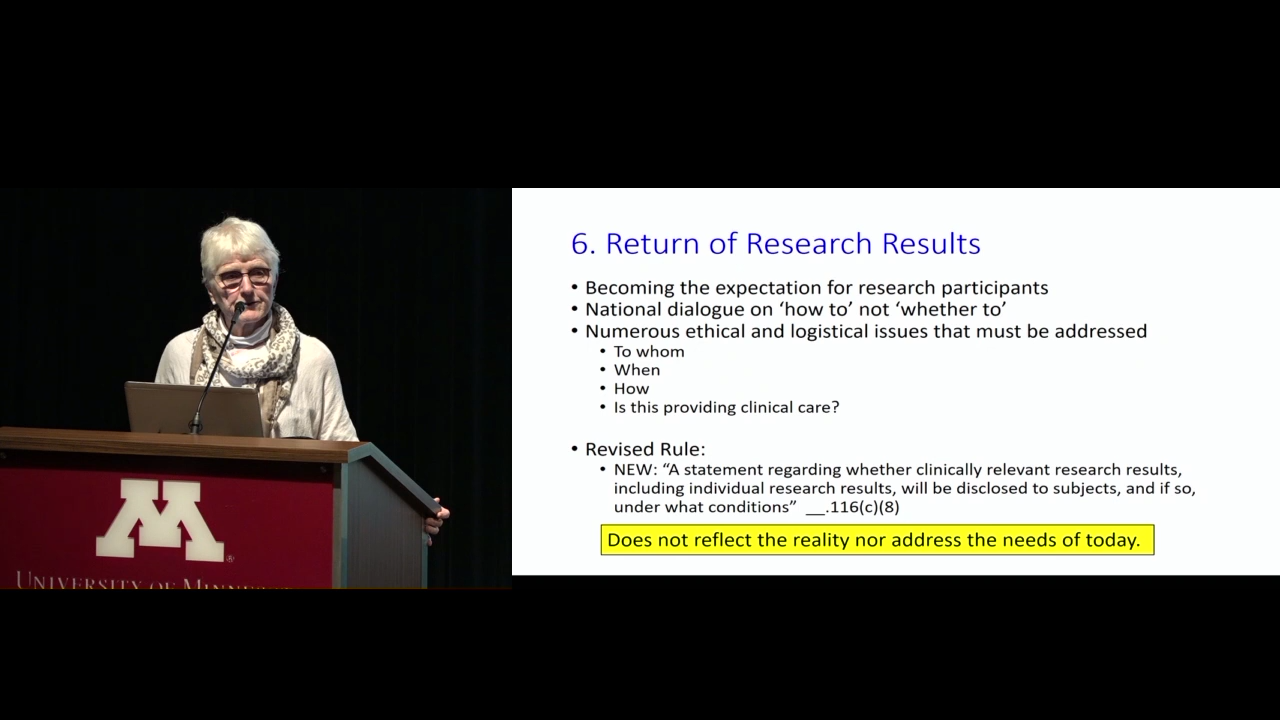 M
®
UNIVERSITY OF
6. Return of Research Results
• Becoming the expectation for research participants
• National dialogue on ‘how to’ not ‘whether to’
• Numerous ethical and logistical issues that must be addressed
• To whom
• When
• How
• Is this providing clinical care?
• Revised Rule:
• NEW: “A statement regarding whether clinically relevant research results,
including individual research results, will be disclosed to subjects, and if so,
under what conditions” __.116(c)(8)
Does not reflect the reality nor address the needs of today.